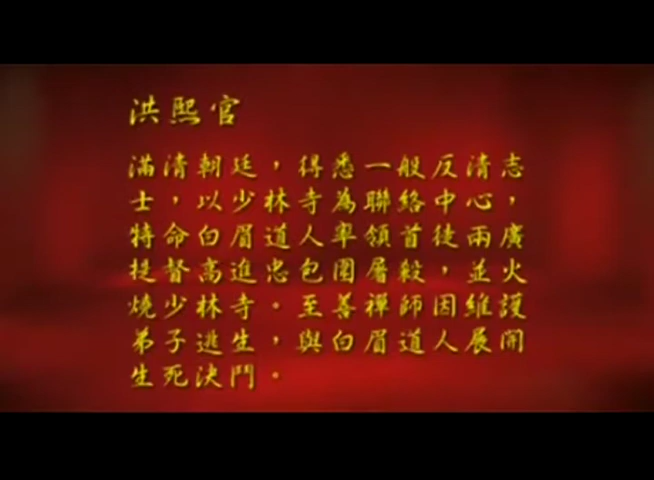 洪熙官
滿清朝廷，得悉一般反清志
士，以少林寺為聯絡中心，
特命白眉道人率領首徒兩廣
提督高進忠包圍屠殺，並火
燒少林寺。至善禪師因維護
弟子逃生，與白眉道人展開
生死決鬥。